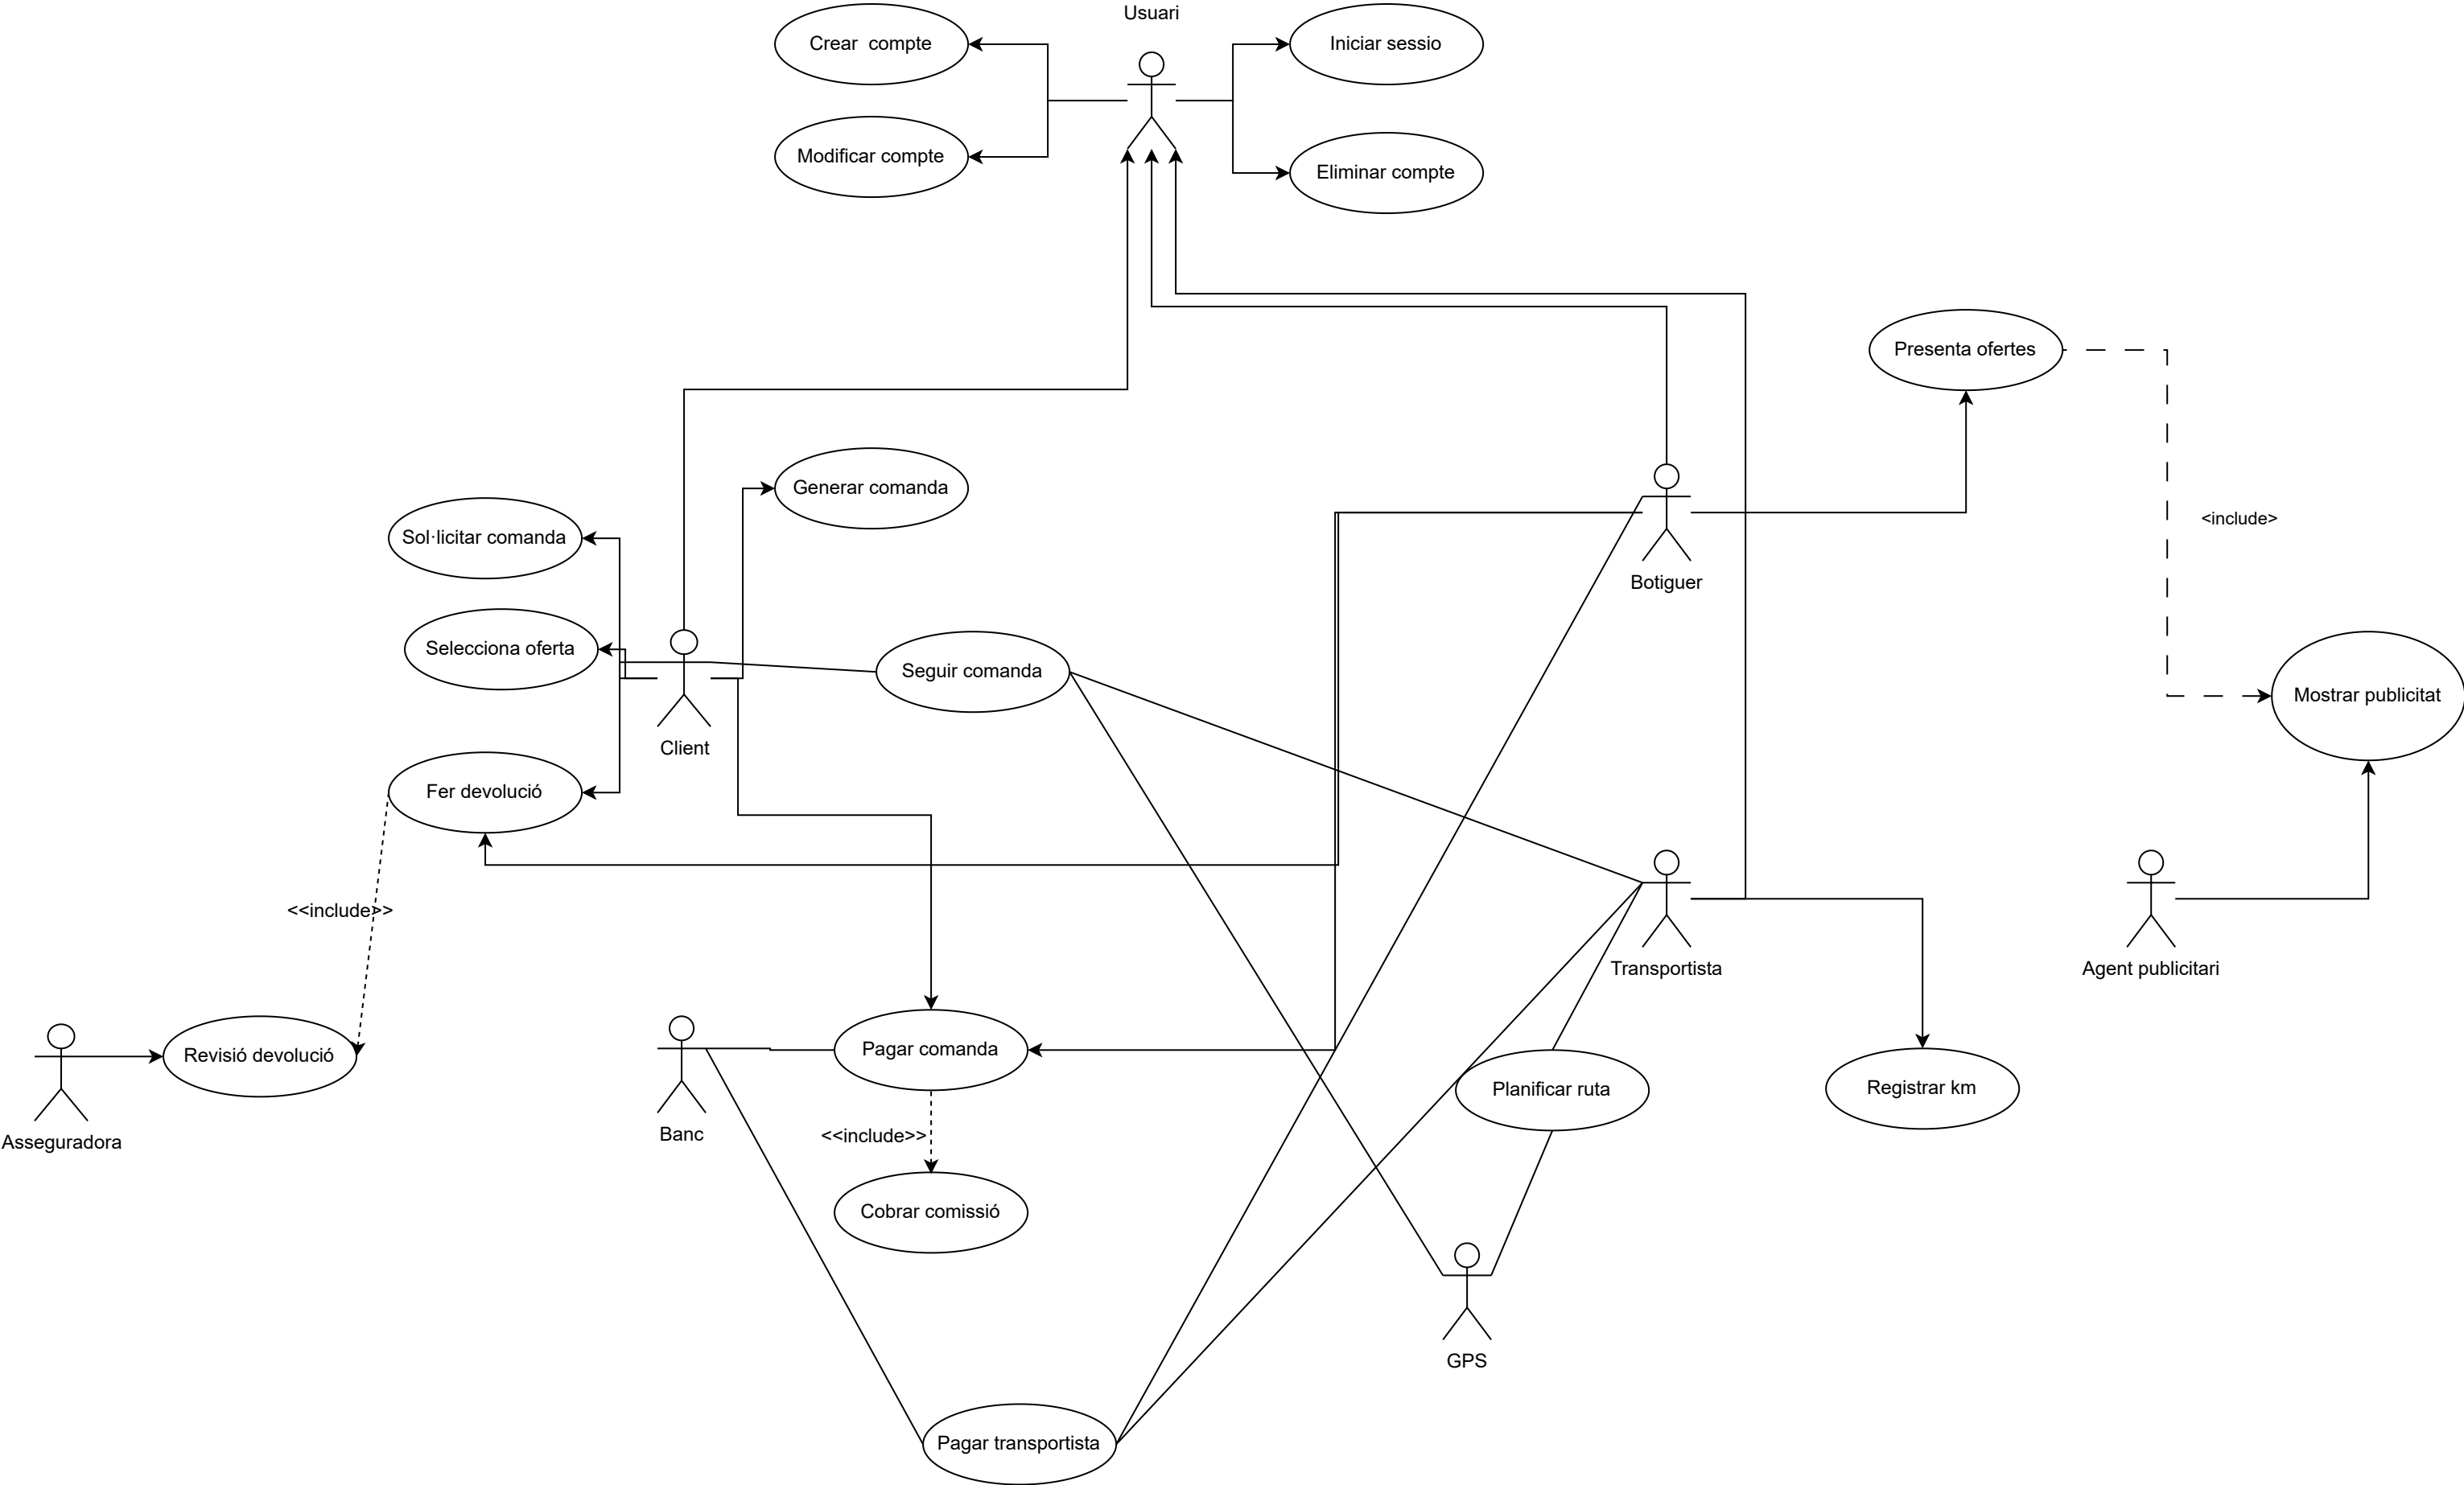 Usuari
Crear  compte
Iniciar sessio
Modificar compte
Eliminar compte
Presenta ofertes
Generar comanda
<include>
Sol·licitar comanda
Botiguer
Selecciona oferta
Seguir comanda
Mostrar publicitat
Client
Fer devolució
<<include>>
Transportista
Agent publicitari
Revisió devolució
Pagar comanda
Planificar ruta
Registrar km
Asseguradora
Banc
<<include>>
Cobrar comissió
GPS
Pagar transportista